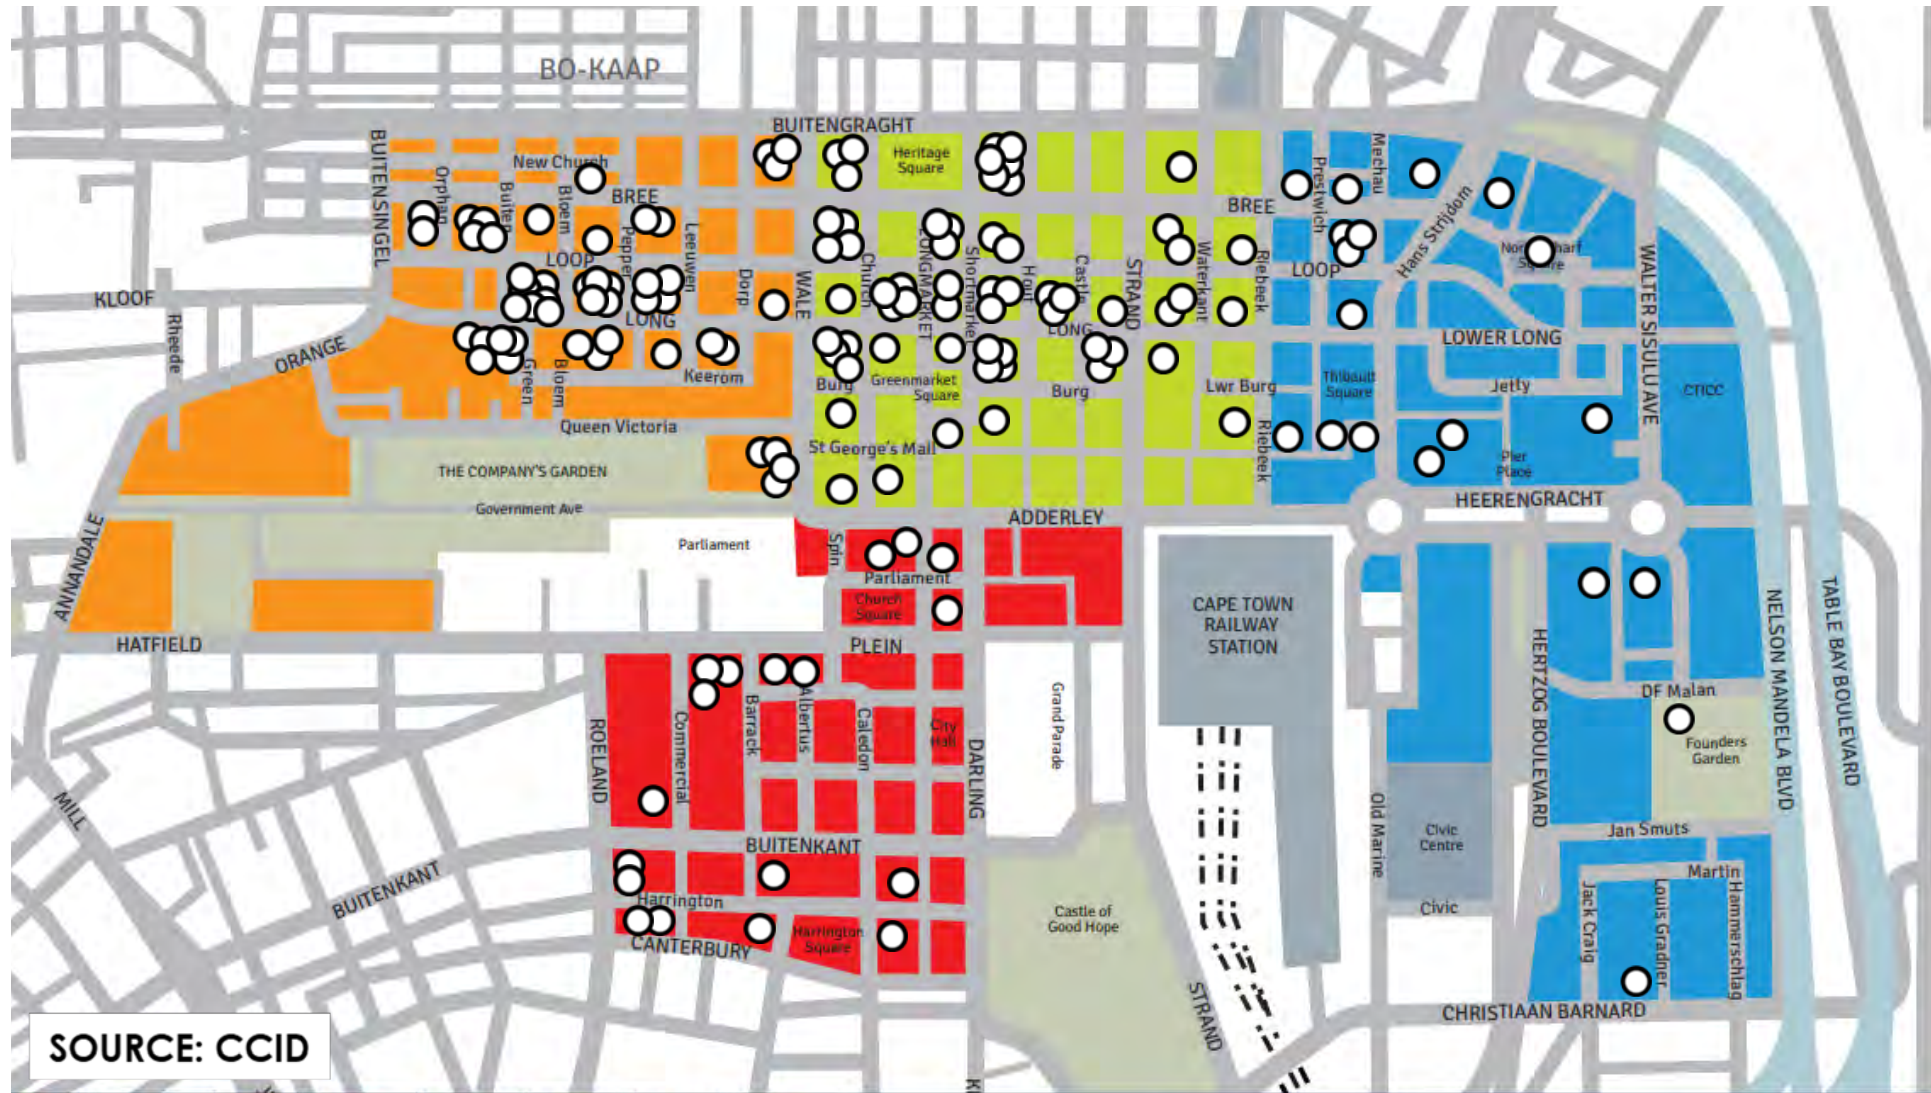 BO-KAAP
BUITENGRAGHT
BUITENSINGEL
New Church
Heritage
Square
Mechau
Prestwich
Orphan
Buiten
Bloem
BREE
BREE
Pepper
Leeuwen
LOOP
Dorp
WALE
Church
LONGMARKET
Shortmarket
Hout
Castle
STRAND
Waterkant
Riebeek
LOOP
Hans Strijdom
Square
WALTER SISULU AVE
KLOOF
Rheede
ORANGE
LONG
LONG
LOWER LONG
Green
Bloem
Keerom
Burg
Greenmarket
Square
Burg
Lwr Burg
Thibault
Square
Jetty
CTICC
Queen Victoria
St George's Mall
Riebeek
Pier
Place
THE COMPANY'S GARDEN
Government Ave
HEERENGRACHT
ADDERLEY
ANNANDALE
Parliament
Spin
Parliament
Church
Square
CAPE TOWN
RAILWAY
STATION
HATFIELD
PLEIN
NELSON MANDELA BLVD
TABLE BAY BOULEVARD
HERTZOG BOULEVARD
DF Malan
Founders
Garden
ROELAND
Commercial
Barrack
Albertus
Caledon
City
Hall
DARLING
Grand Parade
MILL
Old Marine
Civic
Centre
Jan Smuts
BUITENKANT
BUITENKANT
Martin
Harrington
Jack Craig
Louis Gradner
Hammerschlag
Civic
Castle of
Good Hope
CANTERBURY
Harrington
Square
STRAND
CHRISTIAAN BARNARD
SOURCE: CCID